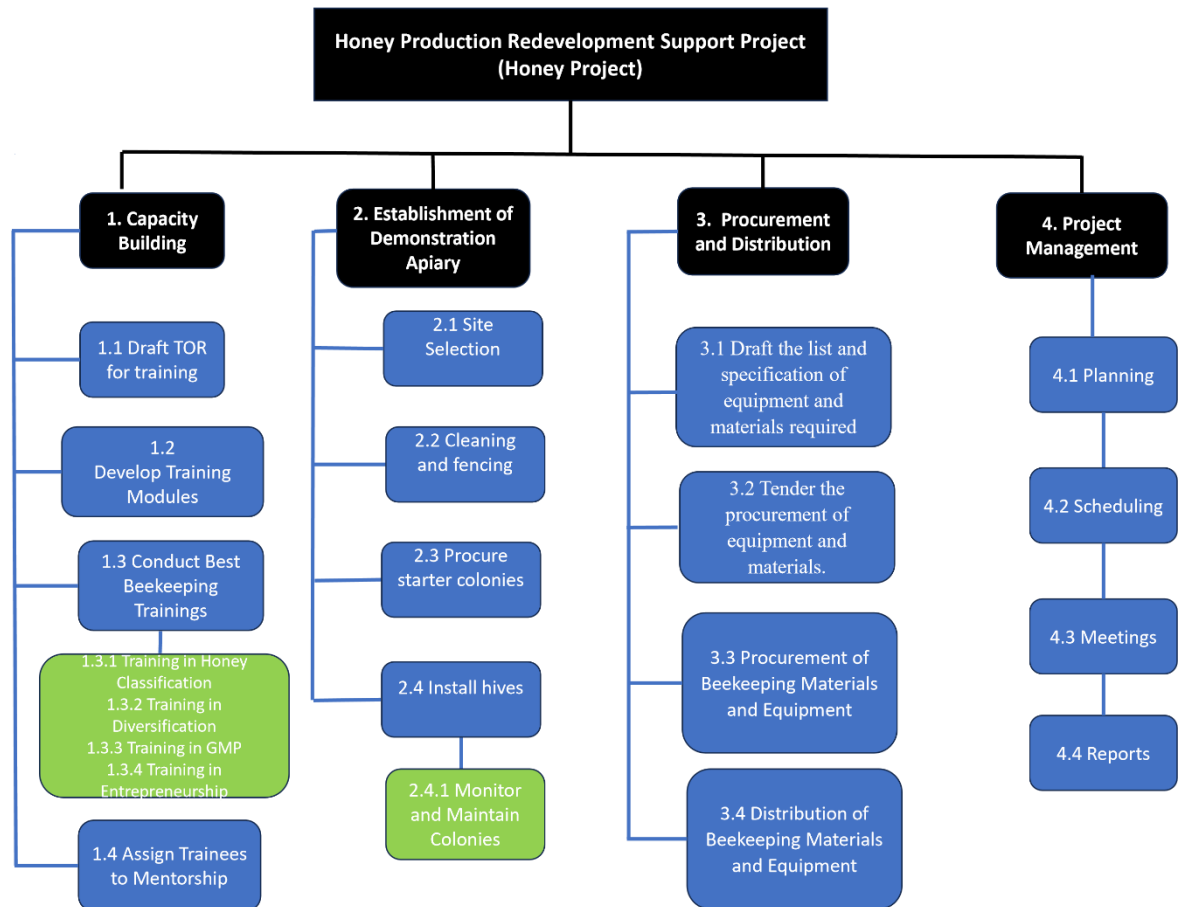 Honey Production Redevelopment Support Project
(Honey Project)
1. Capacity
Building
1.1 Draft TOR
for training
1.2
Develop Training
Modules
1.3 Conduct Best
Beekeeping
Trainings
1.3.1 Training in Honey
Classification
1.3.2 Training in
Diversification
1.3.3 Training in GMP
1.3.4 Training in
Entrepreneurship
1.4 Assign Trainees
to Mentorship
2. Establishment of
Demonstration
Apiary
2.1 Site
Selection
2.2 Cleaning
and fencing
2.3 Procure
starter colonies
2.4 Install hives
2.4.1 Monitor
and Maintain
Colonies
3. Procurement
and Distribution
3.1 Draft the list and
specification of
equipment and
materials required
3.2 Tender the
procurement of
equipment and
materials.
3.3 Procurement of
Beekeeping Materials
and Equipment
3.4 Distribution of
Beekeeping Materials
and Equipment
4. Project
Management
4.1 Planning
4.2 Scheduling
4.3 Meetings
4.4 Reports